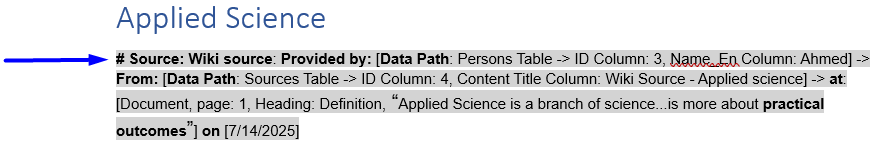 Applied Science
# Source: Wiki source: Provided by: [Data Path: Persons Table -> ID Column: 3, Name_En Column: Ahmed] ->
From: [Data Path: Sources Table -> ID Column: 4, Content Title Column: Wiki Source - Applied science] -> at:
[Document, page: 1, Heading: Definition, “Applied Science is a branch of science...is more about practical
outcomes”] on [7/14/2025]